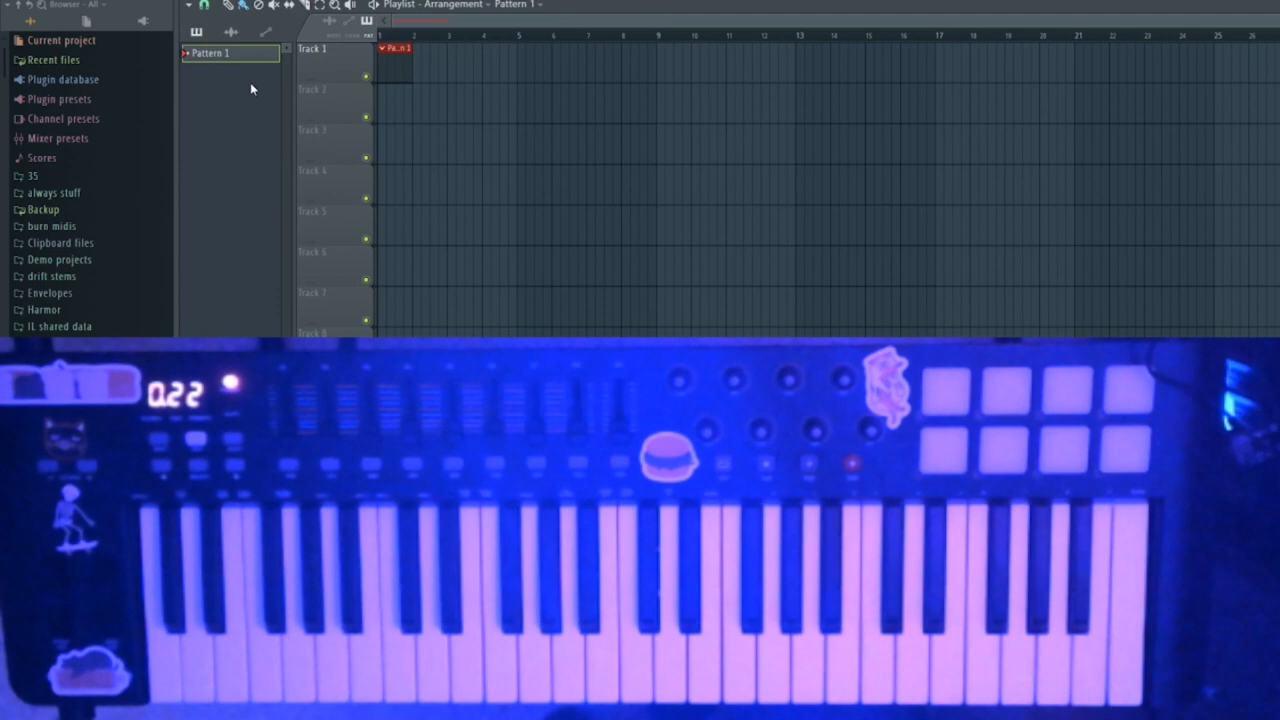 Browser - All
Playlist - Arrangement - Pattern 1
Current project
Recent files
Plugin database
Plugin presets
Channel presets
Mixer presets
Scores
35
always stuff
Backup
burn midis
Clipboard files
Demo projects
drift stems
Envelopes
Harmor
IL shared data
Pattern 1
1 2 3 4 5 6 7 8 9 10 11 12 13 14 15 16 17 18 19 20 21 22 23 24 25 26
Track 1
Pa..n 1
Track 2
Track 3
Track 4
Track 5
Track 6
Track 7
Track 8
022